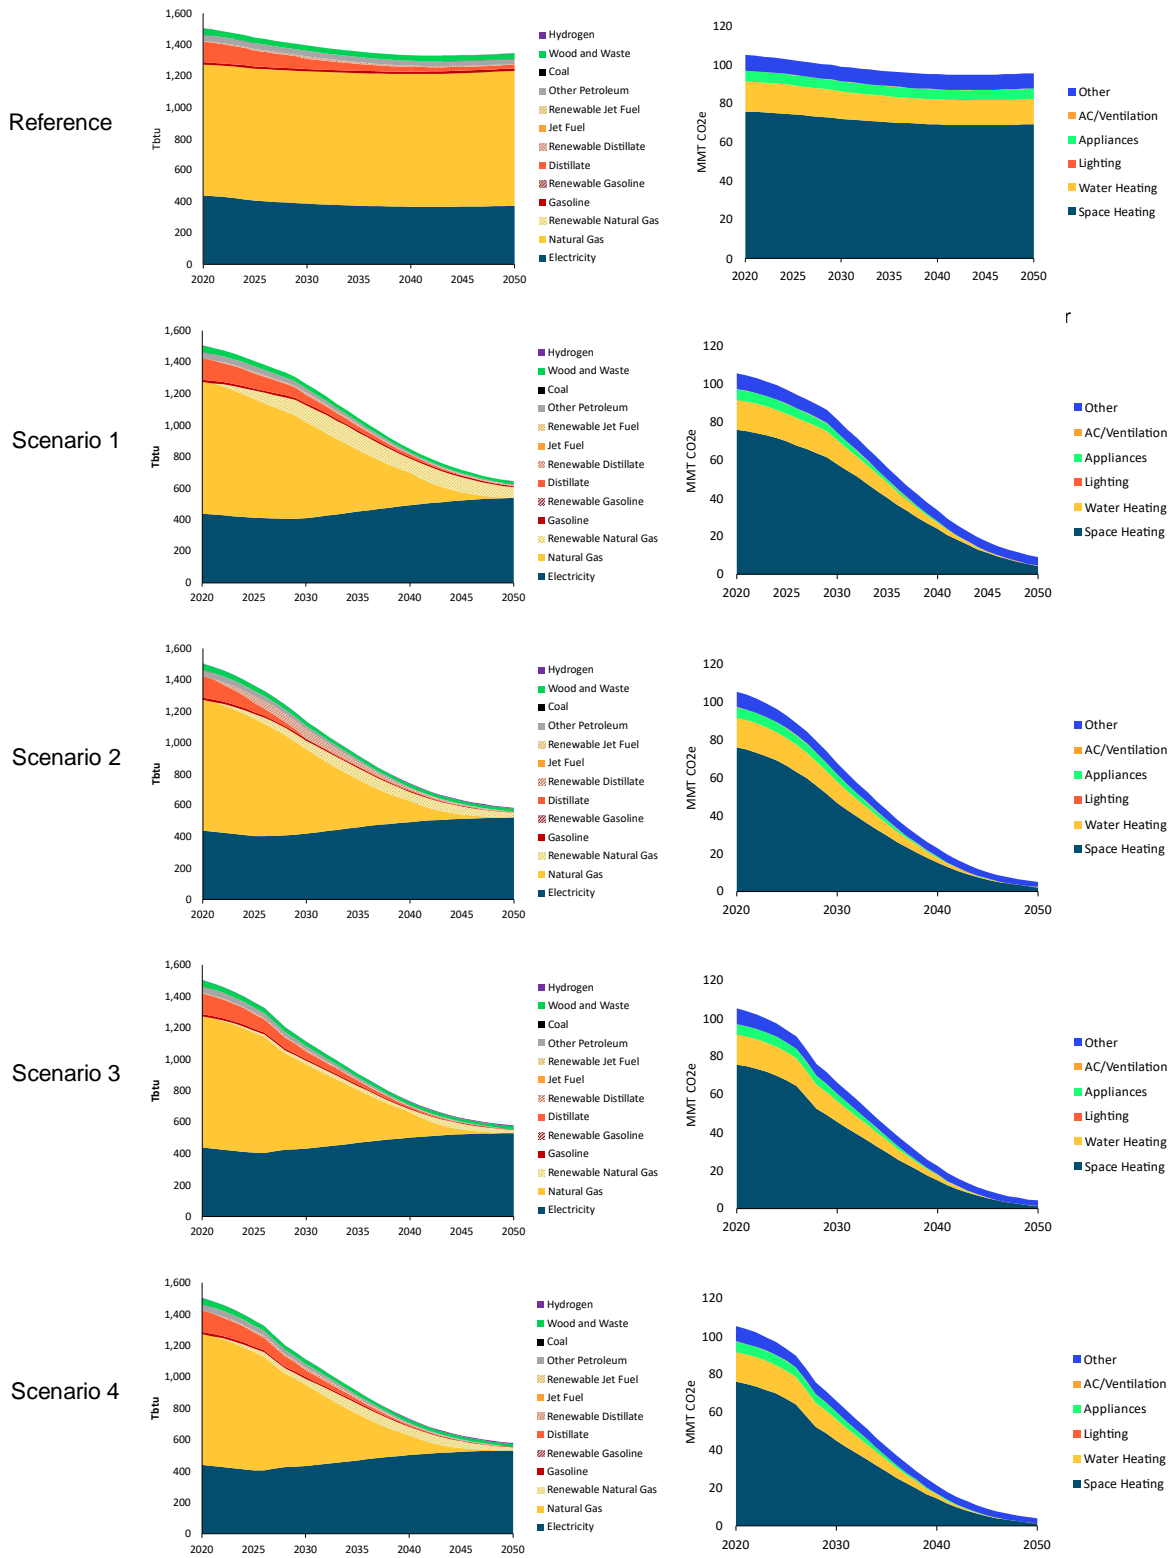 Reference
Tbtu
1,600
1,400
1,200
1,000
800
600
400
200
0
2020 2025 2030 2035 2040 2045 2050
Hydrogen
Wood and Waste
Coal
Other Petroleum
Renewable Jet Fuel
Jet Fuel
Renewable Distillate
Distillate
Renewable Gasoline
Gasoline
Renewable Natural Gas
Natural Gas
Electricity
MMT CO2e
120
100
80
60
40
20
0
2020 2025 2030 2035 2040 2045 2050
Other
AC/Ventilation
Appliances
Lighting
Water Heating
Space Heating
r
Scenario 1
Tbtu
1,600
1,400
1,200
1,000
800
600
400
200
0
2020 2025 2030 2035 2040 2045 2050
Hydrogen
Wood and Waste
Coal
Other Petroleum
Renewable Jet Fuel
Jet Fuel
Renewable Distillate
Distillate
Renewable Gasoline
Gasoline
Renewable Natural Gas
Natural Gas
Electricity
MMT CO2e
120
100
80
60
40
20
0
2020 2025 2030 2035 2040 2045 2050
Other
AC/Ventilation
Appliances
Lighting
Water Heating
Space Heating
Scenario 2
Tbtu
1,600
1,400
1,200
1,000
800
600
400
200
0
2020 2025 2030 2035 2040 2045 2050
Hydrogen
Wood and Waste
Coal
Other Petroleum
Renewable Jet Fuel
Jet Fuel
Renewable Distillate
Distillate
Renewable Gasoline
Gasoline
Renewable Natural Gas
Natural Gas
Electricity
MMT CO2e
120
100
80
60
40
20
0
2020 2030 2040 2050
Other
AC/Ventilation
Appliances
Lighting
Water Heating
Space Heating
Scenario 3
Tbtu
1,600
1,400
1,200
1,000
800
600
400
200
0
2020 2025 2030 2035 2040 2045 2050
Hydrogen
Wood and Waste
Coal
Other Petroleum
Renewable Jet Fuel
Jet Fuel
Renewable Distillate
Distillate
Renewable Gasoline
Gasoline
Renewable Natural Gas
Natural Gas
Electricity
MMT CO2e
120
100
80
60
40
20
0
2020 2030 2040 2050
Other
AC/Ventilation
Appliances
Lighting
Water Heating
Space Heating
Scenario 4
Tbtu
1,600
1,400
1,200
1,000
800
600
400
200
0
2020 2025 2030 2035 2040 2045 2050
Hydrogen
Wood and Waste
Coal
Other Petroleum
Renewable Jet Fuel
Jet Fuel
Renewable Distillate
Distillate
Renewable Gasoline
Gasoline
Renewable Natural Gas
Natural Gas
Electricity
MMT CO2e
120
100
80
60
40
20
0
2020 2030 2040 2050
Other
AC/Ventilation
Appliances
Lighting
Water Heating
Space Heating